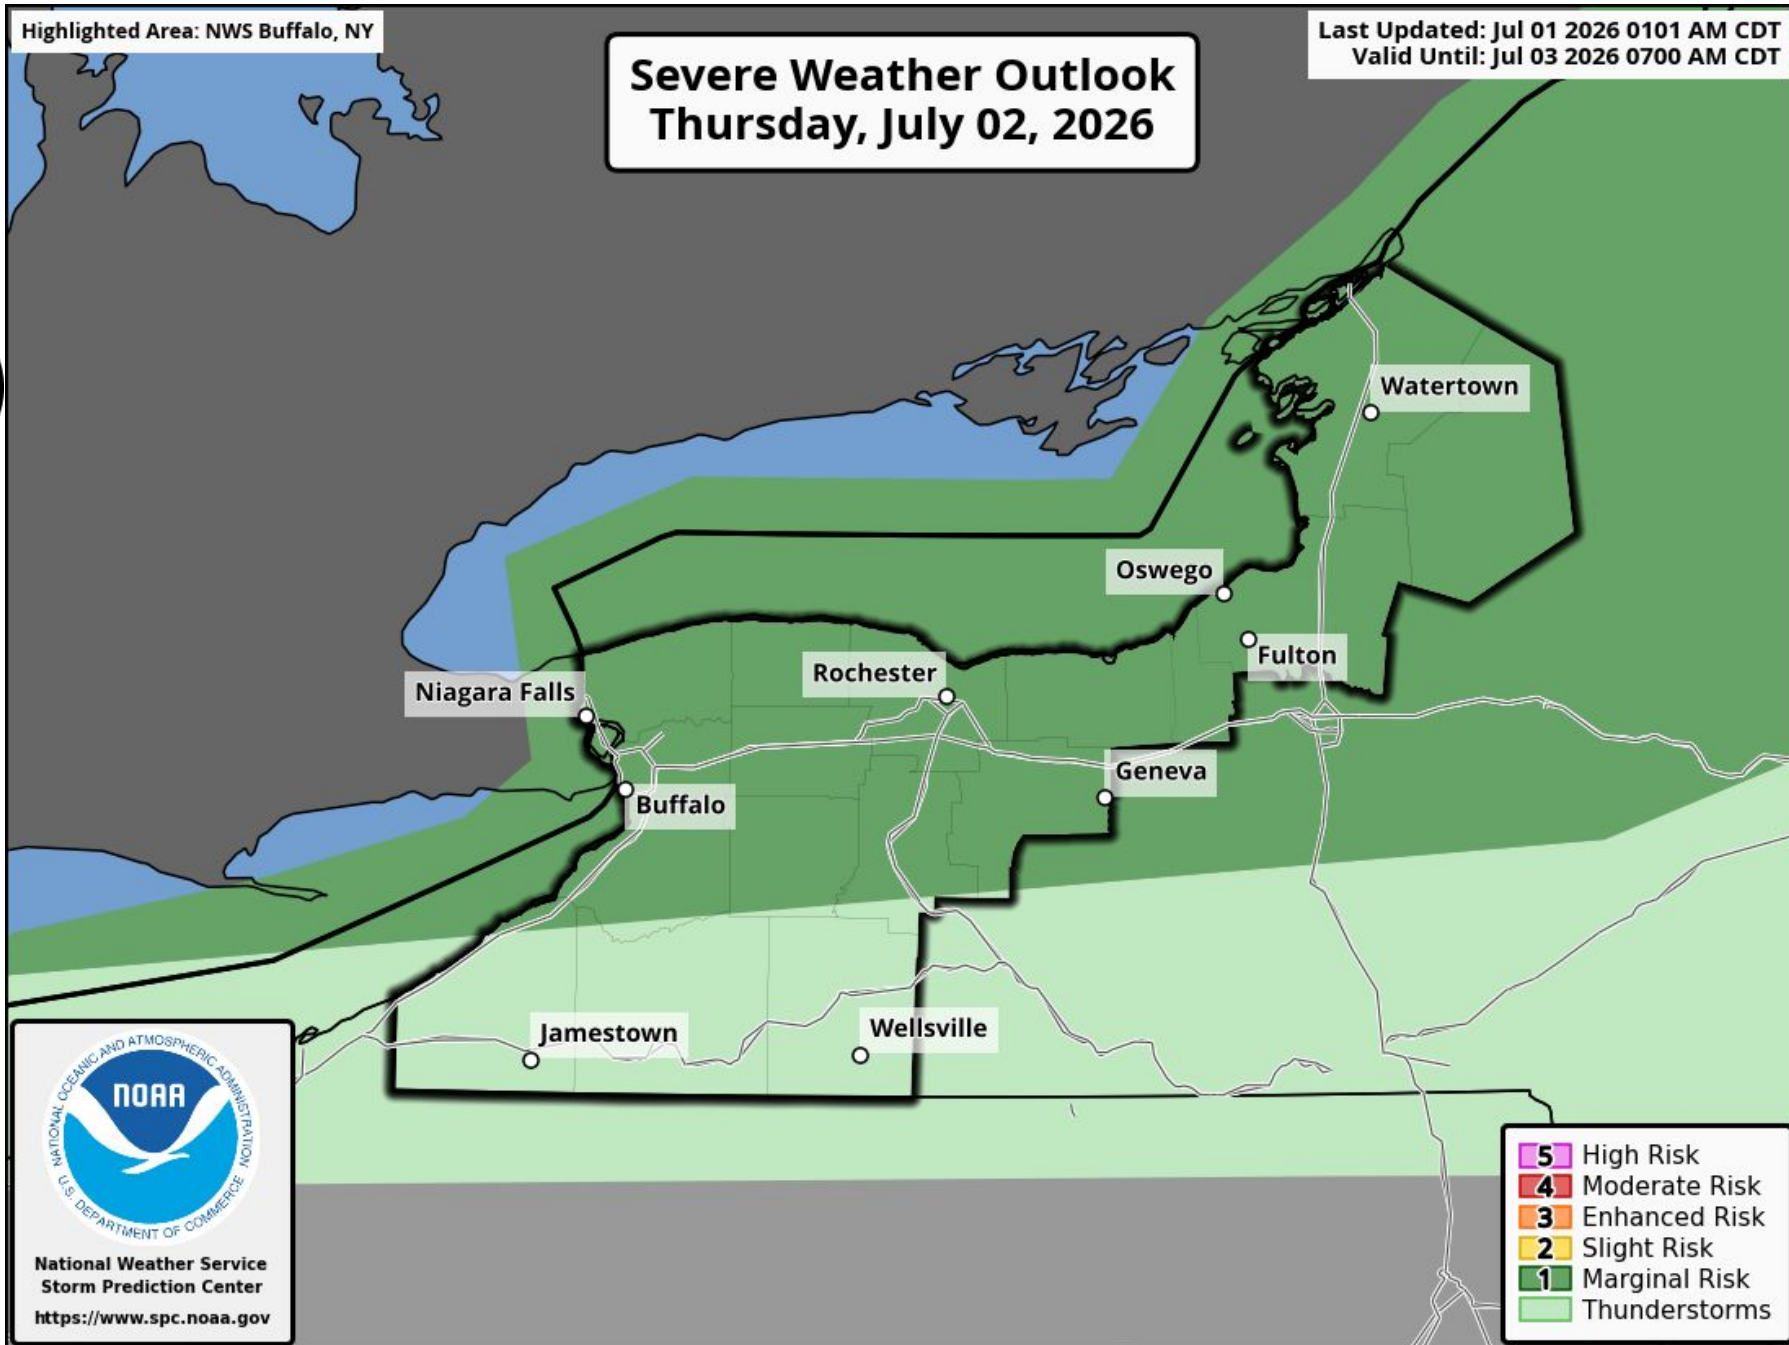 Highlighted Area: NWS Buffalo, NY
Last Updated: Jul 01 2026 0101 AM CDT
Valid Until: Jul 03 2026 0700 AM CDT
Severe Weather Outlook
Thursday, July 02, 2026
Watertown
Oswego
Fulton
Rochester
Niagara Falls
Geneva
Buffalo
Jamestown
Wellsville
NATIONAL OCEANIC AND ATMOSPHERIC ADMINISTRATION
NOAA
U.S. DEPARTMENT OF COMMERCE
National Weather Service
Storm Prediction Center
https://www.spc.noaa.gov
5 High Risk
4 Moderate Risk
3 Enhanced Risk
2 Slight Risk
1 Marginal Risk
Thunderstorms